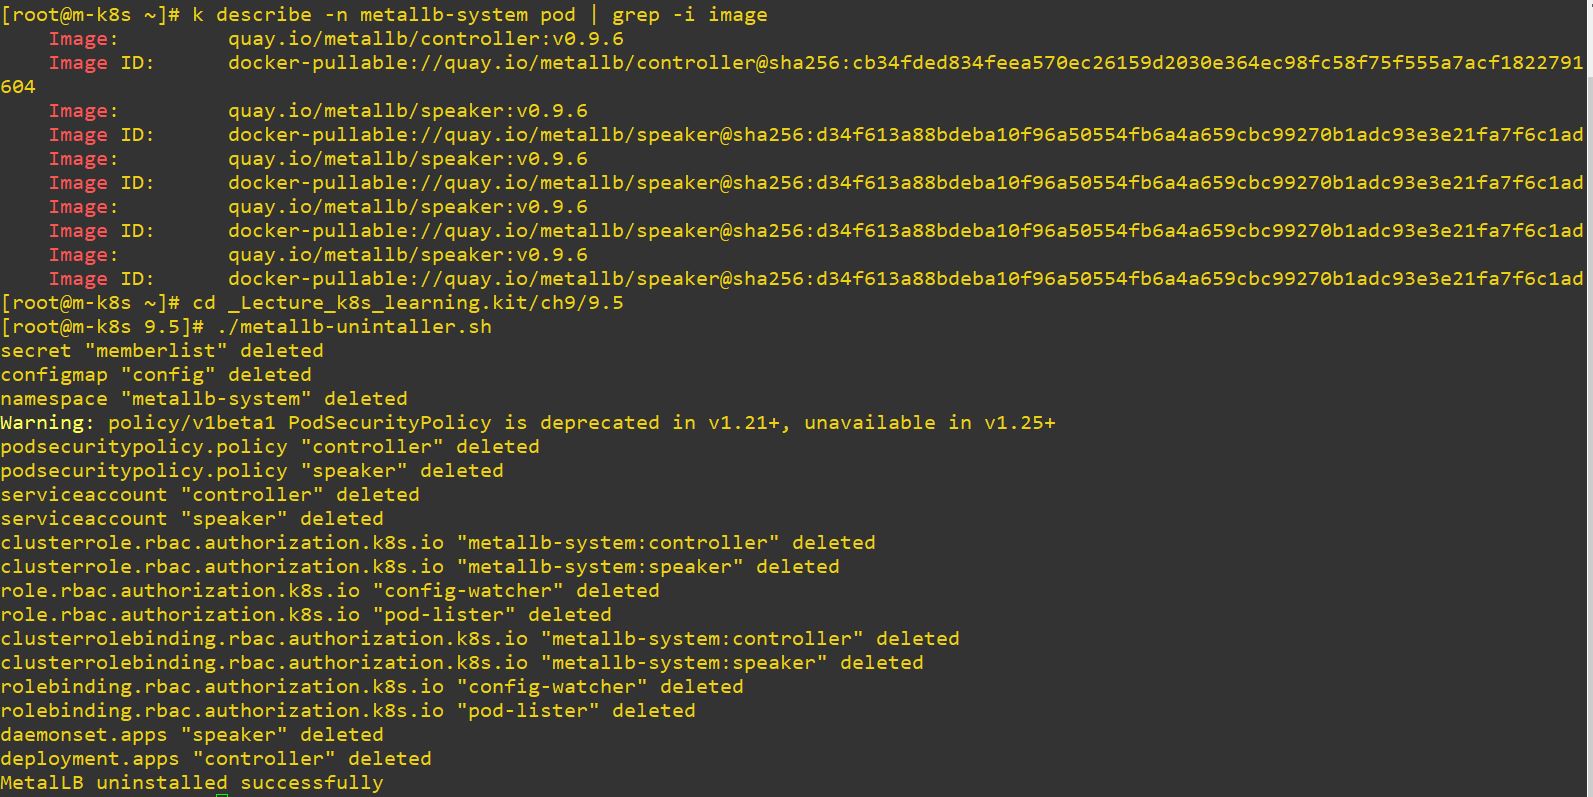 [root@m-k8s ~]# k describe -n metallb-system pod | grep -i image
    Image:         quay.io/metallb/controller:v0.9.6
    Image ID:      docker-pullable://quay.io/metallb/controller@sha256:cb34fded834feea570ec26159d2030e364ec98fc58f75f555a7acf1822791
604
    Image:         quay.io/metallb/speaker:v0.9.6
    Image ID:      docker-pullable://quay.io/metallb/speaker@sha256:d34f613a88bdeba10f96a50554fb6a4a659cbc99270b1adc93e3e21fa7f6c1ad
    Image:         quay.io/metallb/speaker:v0.9.6
    Image ID:      docker-pullable://quay.io/metallb/speaker@sha256:d34f613a88bdeba10f96a50554fb6a4a659cbc99270b1adc93e3e21fa7f6c1ad
    Image:         quay.io/metallb/speaker:v0.9.6
    Image ID:      docker-pullable://quay.io/metallb/speaker@sha256:d34f613a88bdeba10f96a50554fb6a4a659cbc99270b1adc93e3e21fa7f6c1ad
    Image:         quay.io/metallb/speaker:v0.9.6
    Image ID:      docker-pullable://quay.io/metallb/speaker@sha256:d34f613a88bdeba10f96a50554fb6a4a659cbc99270b1adc93e3e21fa7f6c1ad
[root@m-k8s ~]# cd _Lecture_k8s_learning.kit/ch9/9.5
[root@m-k8s 9.5]# ./metallb-unintaller.sh
secret "memberlist" deleted
configmap "config" deleted
namespace "metallb-system" deleted
Warning: policy/v1beta1 PodSecurityPolicy is deprecated in v1.21+, unavailable in v1.25+
podsecuritypolicy.policy "controller" deleted
podsecuritypolicy.policy "speaker" deleted
serviceaccount "controller" deleted
serviceaccount "speaker" deleted
clusterrole.rbac.authorization.k8s.io "metallb-system:controller" deleted
clusterrole.rbac.authorization.k8s.io "metallb-system:speaker" deleted
role.rbac.authorization.k8s.io "config-watcher" deleted
role.rbac.authorization.k8s.io "pod-lister" deleted
clusterrolebinding.rbac.authorization.k8s.io "metallb-system:controller" deleted
clusterrolebinding.rbac.authorization.k8s.io "metallb-system:speaker" deleted
rolebinding.rbac.authorization.k8s.io "config-watcher" deleted
rolebinding.rbac.authorization.k8s.io "pod-lister" deleted
daemonset.apps "speaker" deleted
deployment.apps "controller" deleted
MetalLB uninstalled successfully